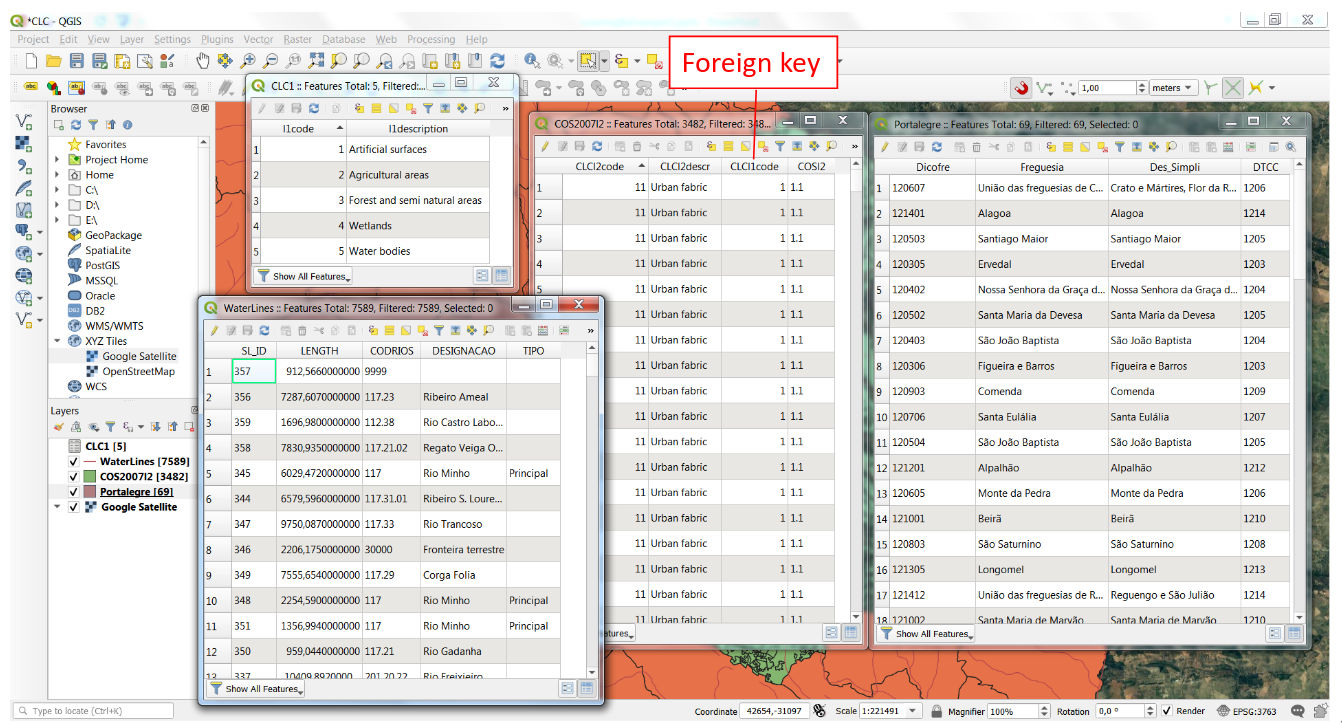 *CLC - QGIS
Project Edit View Layer Settings Plugins Vector Raster Database Web Processing Help
Foreign key
1,00 meters
Browser
Favorites
Project Home
Home
C:\
D:\
E:\
GeoPackage
SpatiaLite
PostGIS
MSSQL
Oracle
DB2
WMS/WMTS
XYZ Tiles
Google Satellite
OpenStreetMap
WCS
Layers
CLC1 [5]
WaterLines [7589]
COS2007l2 [3482]
Portalegre [69]
Google Satellite
CLC1 :: Features Total: 5, Filtered:...
l1code l1description
1 1 Artificial surfaces
2 2 Agricultural areas
3 3 Forest and semi natural areas
4 4 Wetlands
5 5 Water bodies
Show All Features
WaterLines :: Features Total: 7589, Filtered: 7589, Selected: 0
SL_ID LENGTH CODRIOS DESIGNACAO TIPO
1 357 912,5660000000 9999
2 356 7287,6070000000 117.23 Ribeiro Ameal
3 359 1696,9800000000 112.38 Rio Castro Labo...
4 358 7830,9350000000 117.21.02 Regato Veiga O...
5 345 6029,4720000000 117 Rio Minho Principal
6 344 6579,5960000000 117.31.01 Ribeiro S. Loure...
7 347 9750,0870000000 117.33 Rio Trancoso
8 346 2206,1750000000 30000 Fronteira terrestre
9 349 7555,6540000000 117.29 Corga Folia
10 348 2254,5900000000 117 Rio Minho Principal
11 351 1356,9940000000 117 Rio Minho Principal
12 350 959,0440000000 117.21 Rio Gadanha
13 337 10409,8920000 201.20.22 Rio Freixieiro
Show All Features
COS2007l2 :: Features Total: 3482, Filtered: 348...
CLCl2code CLCl2descr CLCl1code COSl2
1 11 Urban fabric 1 1.1
2 11 Urban fabric 1 1.1
3 11 Urban fabric 1 1.1
4 11 Urban fabric 1 1.1
5 11 Urban fabric 1 1.1
11 Urban fabric 1 1.1
11 Urban fabric 1 1.1
11 Urban fabric 1 1.1
11 Urban fabric 1 1.1
11 Urban fabric 1 1.1
11 Urban fabric 1 1.1
11 Urban fabric 1 1.1
11 Urban fabric 1 1.1
11 Urban fabric 1 1.1
11 Urban fabric 1 1.1
11 Urban fabric 1 1.1
11 Urban fabric 1 1.1
11 Urban fabric 1 1.1
atures
Portalegre :: Features Total: 69, Filtered: 69, Selected: 0
Dicofre Freguesia Des_Simpli DTCC
1 120607 União das freguesias de C... Crato e Mártires, Flor da R... 1206
2 121401 Alagoa Alagoa 1214
3 120503 Santiago Maior Santiago Maior 1205
4 120305 Ervedal Ervedal 1203
5 120402 Nossa Senhora da Graça d... Nossa Senhora da Graça d... 1204
6 120502 Santa Maria da Devesa Santa Maria da Devesa 1205
7 120403 São João Baptista São João Baptista 1204
8 120306 Figueira e Barros Figueira e Barros 1203
9 120903 Comenda Comenda 1209
10 120706 Santa Eulália Santa Eulália 1207
11 120504 São João Baptista São João Baptista 1205
12 121201 Alpalhão Alpalhão 1212
13 120605 Monte da Pedra Monte da Pedra 1206
14 121001 Beirã Beirã 1210
15 120803 São Saturnino São Saturnino 1208
16 121305 Longomel Longomel 1213
17 121412 União das freguesias de R... Reguengo e São Julião 1214
18 121002 Santa Maria de Marvão Santa Maria de Marvão 1210
Show All Features
Type to locate (Ctrl+K) Coordinate 42654,-31097 Scale 1:221491 Magnifier 100% Rotation 0,0 ° Render EPSG:3763